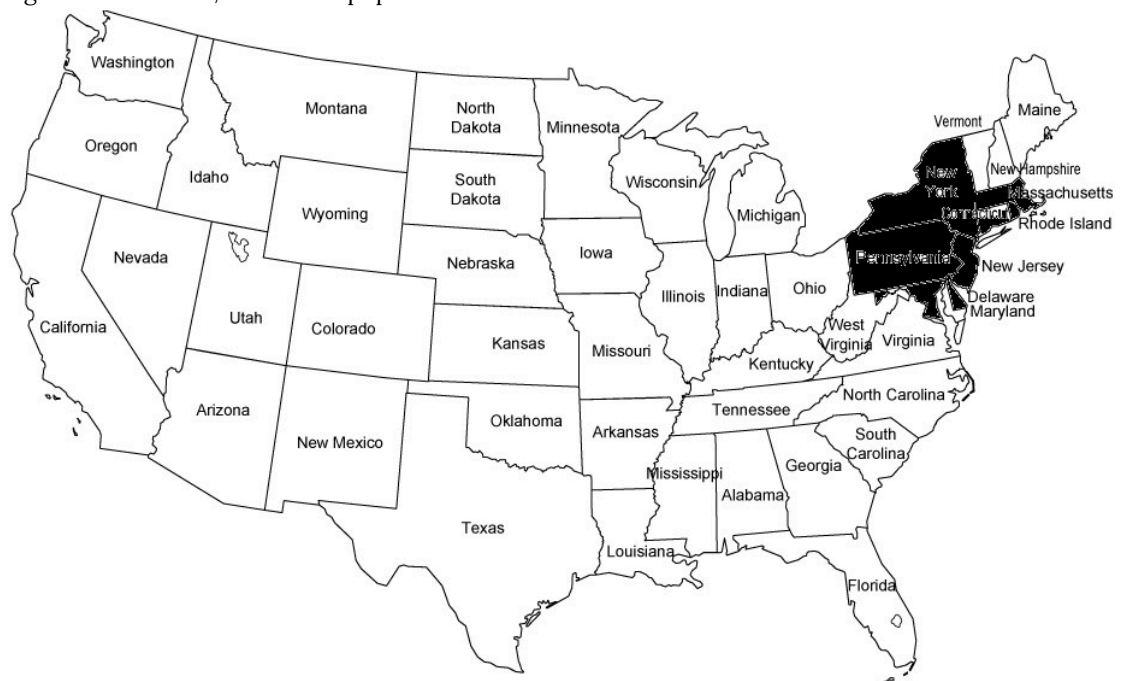 Washington
Montana
North
Dakota
Minnesota
Vermont
Maine
Oregon
Idaho
South
Dakota
Wisconsin
Michigan
New
York
New Hampshire
Massachusetts
Connecticut
Rhode Island
Wyoming
Nevada
Nebraska
Iowa
Pennsylvania
New Jersey
California
Utah
Colorado
Illinois
Indiana
Ohio
Delaware
Maryland
Kansas
Missouri
West
Virginia
Virginia
Kentucky
Arizona
New Mexico
Oklahoma
Arkansas
Tennessee
North Carolina
South
Carolina
Mississippi
Alabama
Georgia
Texas
Louisiana
Florida